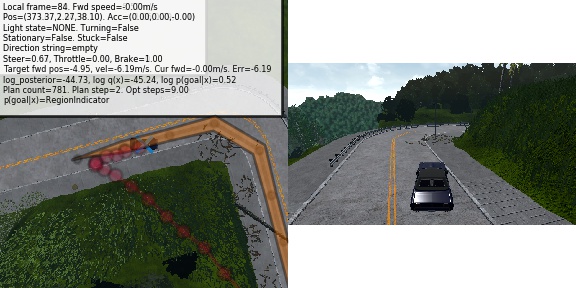 Local frame=84. Fwd speed=-0.00m/s
Pos=(373.37,2.27,38.10). Acc=(0.00,0.00,-0.00)
Light state=NONE. Turning=False
Stationary=False. Stuck=False
Direction string=empty
Steer=0.67, Throttle=0.00, Brake=1.00
Target fwd pos=-4.95, vel=-6.19m/s. Cur fwd=-0.00m/s. Err=-6.19
log_posterior=-44.73, log q(x)=-45.24, log p(goal|x)=0.52
Plan count=781. Plan step=2. Opt steps=9.00
p(goal|x)=RegionIndicator